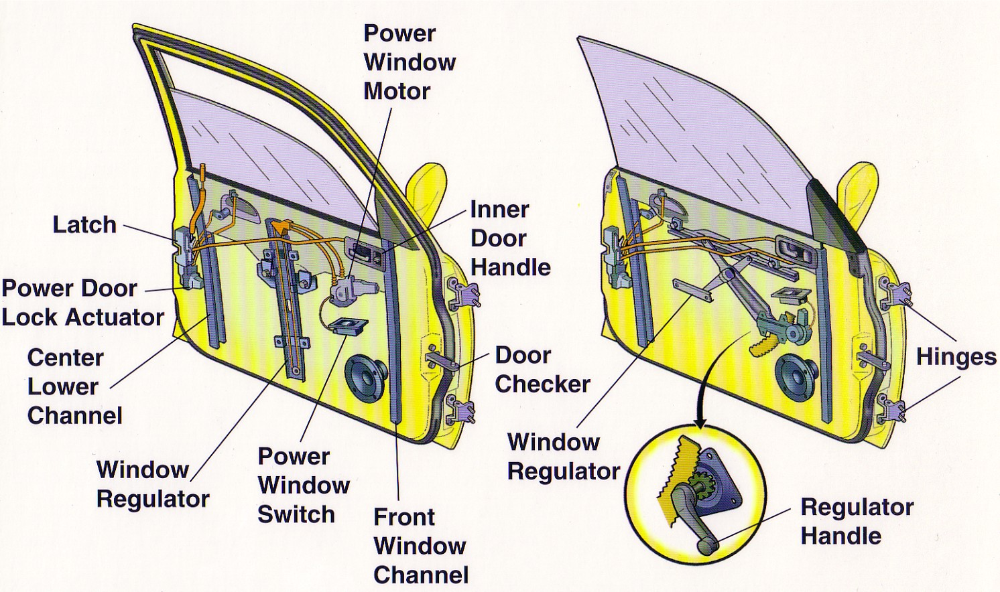 Power
Window
Motor
Inner
Door
Handle
Latch
Power Door
Lock Actuator
Center
Lower
Channel
Door
Checker
Hinges
Window
Regulator
Power
Window
Switch
Front
Window
Channel
Window
Regulator
Regulator
Handle